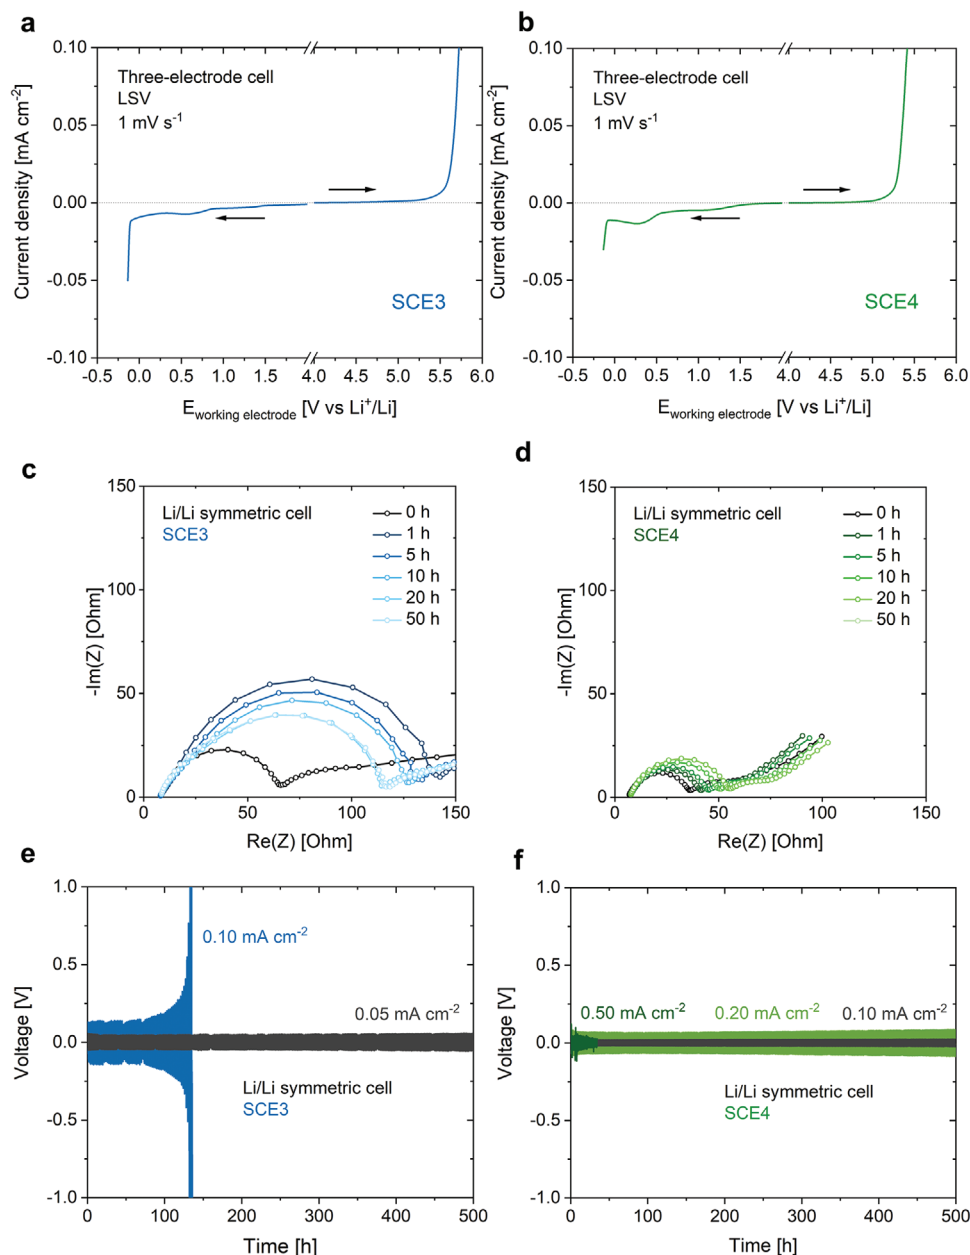 a
0.10
0.05
0.00
-0.05
-0.10
Current density [mA cm⁻²]
Three-electrode cell
LSV
1 mV s⁻¹
SCE3
-0.5 0.0 0.5 1.0 1.5 4.0 4.5 5.0 5.5 6.0
E working electrode [V vs Li⁺/Li]
b
0.10
0.05
0.00
-0.05
-0.10
Current density [mA cm⁻²]
Three-electrode cell
LSV
1 mV s⁻¹
SCE4
-0.5 0.0 0.5 1.0 1.5 4.0 4.5 5.0 5.5 6.0
E working electrode [V vs Li⁺/Li]
c
150
100
50
0
-Im(Z) [Ohm]
Li/Li symmetric cell
SCE3
0 h
1 h
5 h
10 h
20 h
50 h
0 50 100 150
Re(Z) [Ohm]
d
150
100
50
0
-Im(Z) [Ohm]
Li/Li symmetric cell
SCE4
0 h
1 h
5 h
10 h
20 h
50 h
0 50 100 150
Re(Z) [Ohm]
e
1.0
0.5
0.0
-0.5
-1.0
Voltage [V]
0.10 mA cm⁻²
0.05 mA cm⁻²
Li/Li symmetric cell
SCE3
0 100 200 300 400 500
Time [h]
f
1.0
0.5
0.0
-0.5
-1.0
Voltage [V]
0.50 mA cm⁻² 0.20 mA cm⁻² 0.10 mA cm⁻²
Li/Li symmetric cell
SCE4
0 100 200 300 400 500
Time [h]